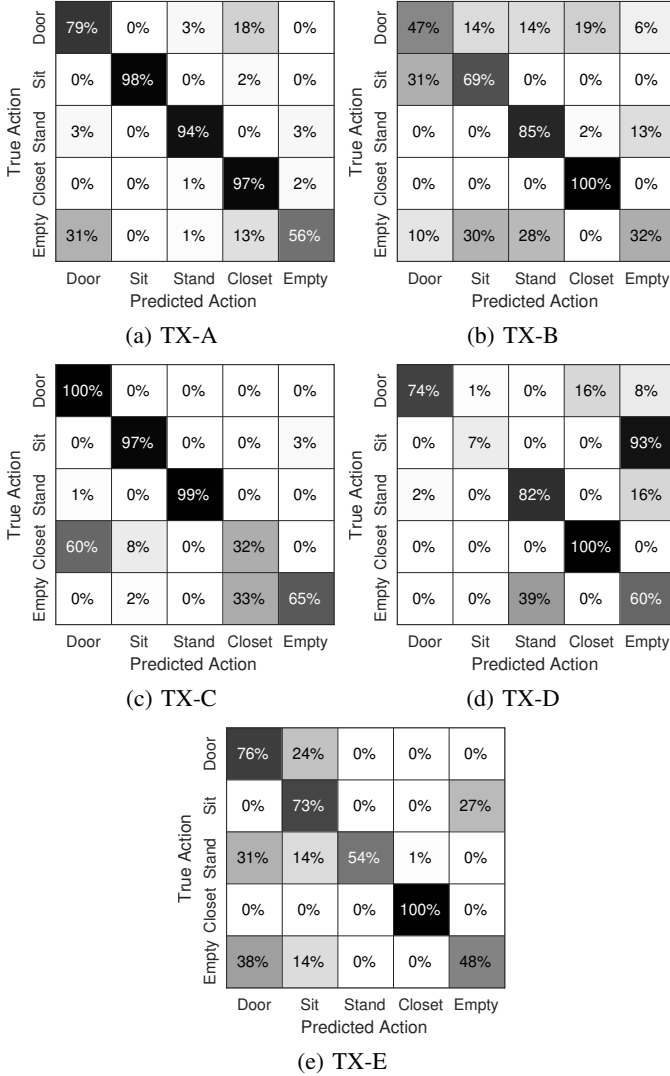 Door 79% 0% 3% 18% 0%
Sit 0% 98% 0% 2% 0%
Stand 3% 0% 94% 0% 3%
Closet 0% 0% 1% 97% 2%
Empty 31% 0% 1% 13% 56%
True Action
Door Sit Stand Closet Empty
Predicted Action
(a) TX-A
Door 47% 14% 14% 19% 6%
Sit 31% 69% 0% 0% 0%
Stand 0% 0% 85% 2% 13%
Closet 0% 0% 0% 100% 0%
Empty 10% 30% 28% 0% 32%
True Action
Door Sit Stand Closet Empty
Predicted Action
(b) TX-B
Door 100% 0% 0% 0% 0%
Sit 0% 97% 0% 0% 3%
Stand 1% 0% 99% 0% 0%
Closet 60% 8% 0% 32% 0%
Empty 0% 2% 0% 33% 65%
True Action
Door Sit Stand Closet Empty
Predicted Action
(c) TX-C
Door 74% 1% 0% 16% 8%
Sit 0% 7% 0% 0% 93%
Stand 2% 0% 82% 0% 16%
Closet 0% 0% 0% 100% 0%
Empty 0% 0% 39% 0% 60%
True Action
Door Sit Stand Closet Empty
Predicted Action
(d) TX-D
Door 76% 24% 0% 0% 0%
Sit 0% 73% 0% 0% 27%
Stand 31% 14% 54% 1% 0%
Closet 0% 0% 0% 100% 0%
Empty 38% 14% 0% 0% 48%
True Action
Door Sit Stand Closet Empty
Predicted Action
(e) TX-E